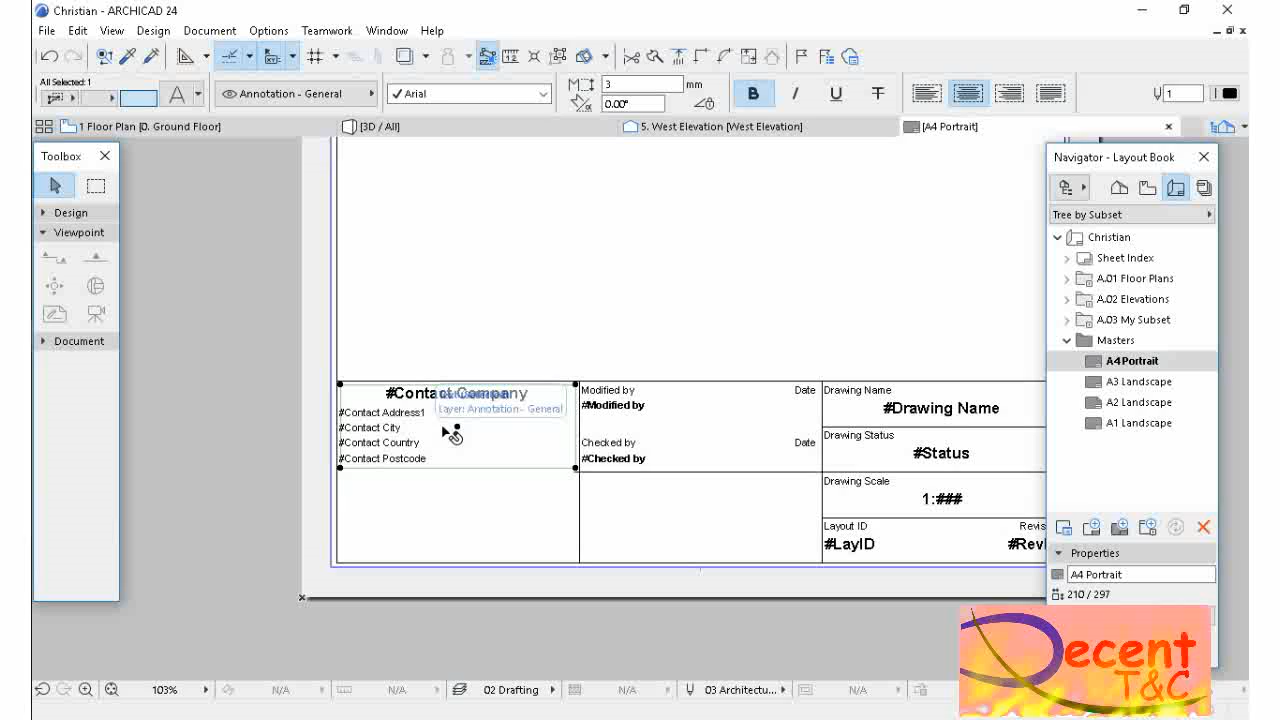 Christian - ARCHICAD 24
File Edit View Design Document Options Teamwork Window Help
All Selected: 1
Annotation - General
Arial
3 mm
0.00°
B I U T
1
1 Floor Plan [0. Ground Floor]
[3D / All]
5. West Elevation [West Elevation]
[A4 Portrait]
Toolbox
Design
Viewpoint
Document
#Contact Company
Layer: Annotation - General
#Contact Address1
#Contact City
#Contact Country
#Contact Postcode
Modified by Date
#Modified by
Checked by Date
#Checked by
Drawing Name
#Drawing Name
Drawing Status
#Status
Drawing Scale
1:###
Layout ID Revis
#LayID #RevI
Navigator - Layout Book
Tree by Subset
Christian
Sheet Index
A.01 Floor Plans
A.02 Elevations
A.03 My Subset
Masters
A4 Portrait
A3 Landscape
A2 Landscape
A1 Landscape
Properties
A4 Portrait
210 / 297
103%
N/A
N/A
02 Drafting
N/A
03 Architectu...
N/A
Decent
T&C